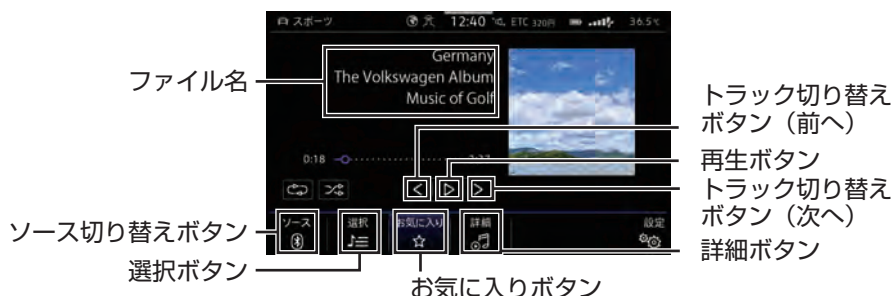 スポーツ 12:40 ETC 320円 36.5℃
Germany
The Volkswagen Album
Music of Golf
ファイル名
トラック切り替え
ボタン（前へ）
0:18 1:37
再生ボタン
トラック切り替え
ボタン（次へ）
ソース 選択 お気に入り 詳細 設定
ソース切り替えボタン
詳細ボタン
選択ボタン
お気に入りボタン